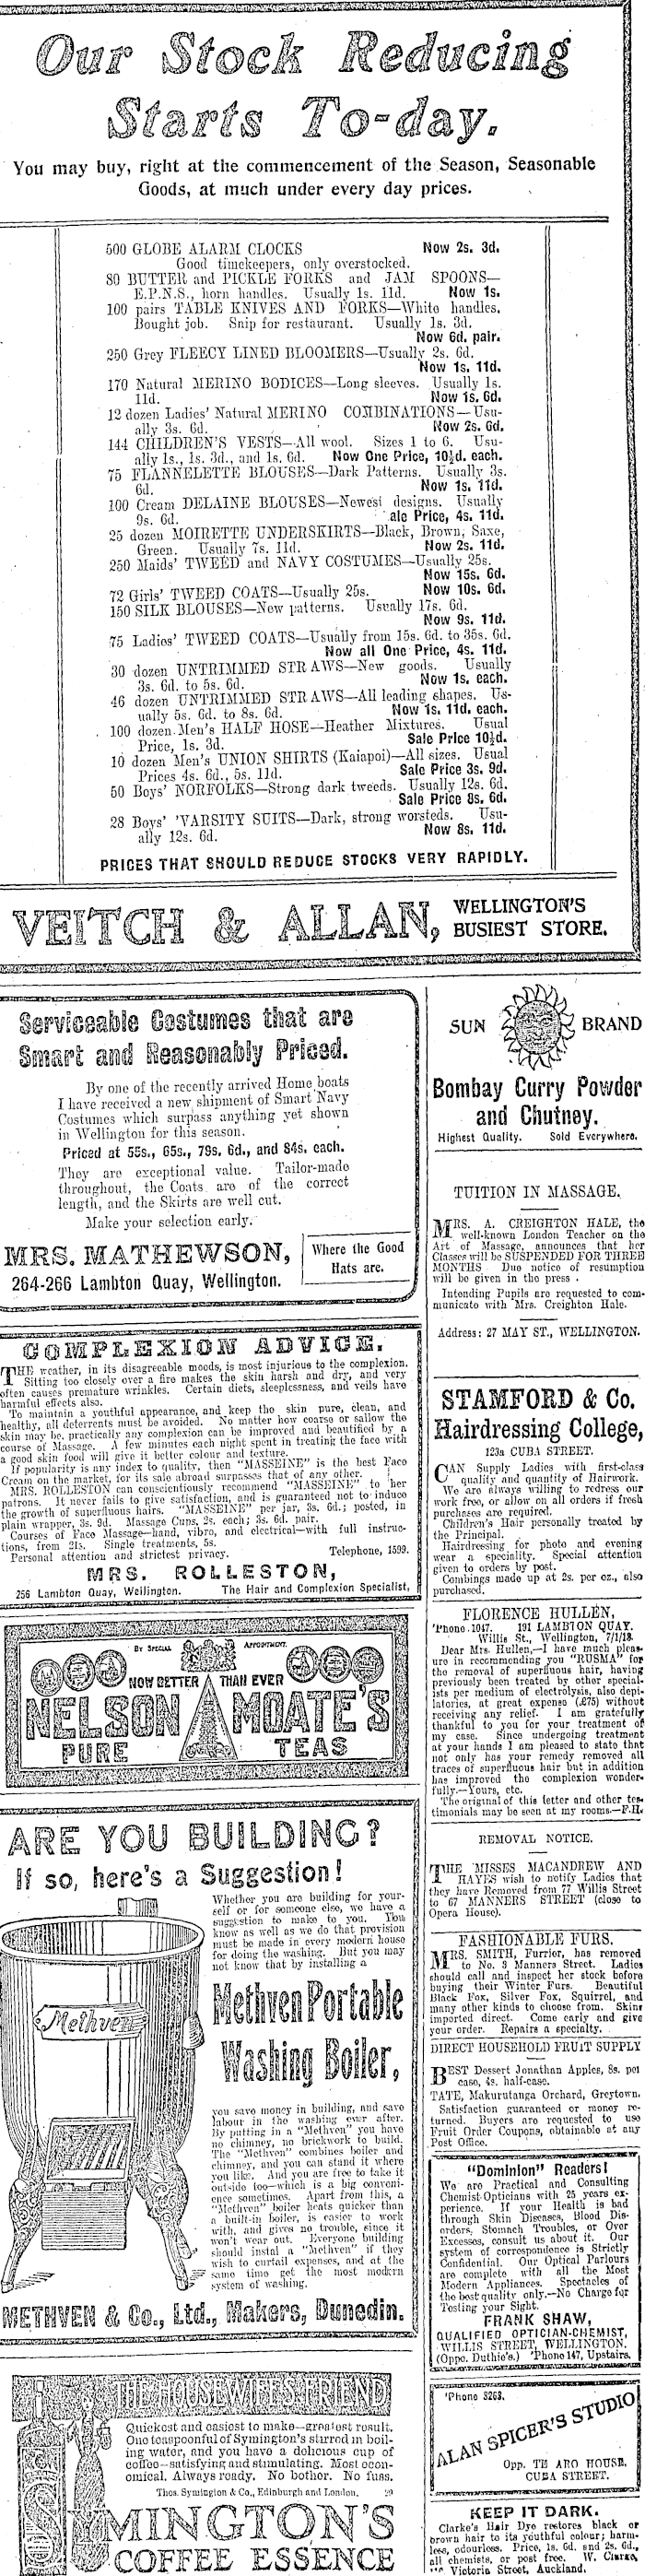 Our Stock Reducing
Starts To-day.
You may buy, right at the commencement of the Season, Seasonable
Goods, at much under every day prices.
500 GLOBE ALARM CLOCKS Now 2s. 3d.
Good timekeepers, only overstocked.
80 BUTTER and PICKLE FORKS and JAM SPOONS—
E.P.N.S., horn handles. Usually 1s. 11d. Now 1s.
100 pairs TABLE KNIVES AND FORKS—White handles.
Bought job. Snip for restaurant. Usually 1s. 3d.
Now 6d. pair.
250 Grey FLEECY LINED BLOOMERS—Usually 2s. 6d.
Now 1s. 11d.
170 Natural MERINO BODICES—Long sleeves. Usually 1s.
11d. Now 1s. 6d.
12 dozen Ladies' Natural MERINO COMBINATIONS—Usu-
ally 3s. 6d. Now 2s. 6d.
144 CHILDREN'S VESTS—All wool. Sizes 1 to 6. Usu-
ally 1s., 1s. 3d., and 1s. 6d. Now One Price, 10½d. each.
75 FLANNELETTE BLOUSES—Dark Patterns. Usually 3s.
6d. Now 1s. 11d.
100 Cream DELAINE BLOUSES—Newest designs. Usually
9s. 6d. ale Price, 4s. 11d.
25 dozen MOIRETTE UNDERSKIRTS—Black, Brown, Saxe,
Green. Usually 7s. 11d. Now 2s. 11d.
250 Maids' TWEED and NAVY COSTUMES—Usually 25s.
Now 15s. 6d.
72 Girls' TWEED COATS—Usually 25s. Now 10s. 6d.
150 SILK BLOUSES—New patterns. Usually 17s. 6d.
Now 9s. 11d.
75 Ladies' TWEED COATS—Usually from 15s. 6d. to 35s. 6d.
Now all One Price, 4s. 11d.
30 dozen UNTRIMMED STRAWS—New goods. Usually
3s. 6d. to 5s. 6d. Now 1s. each.
46 dozen UNTRIMMED STRAWS—All leading shapes. Us-
ually 5s. 6d. to 8s. 6d. Now 1s. 11d. each.
100 dozen Men's HALF HOSE—Heather Mixtures. Usual
Price, 1s. 3d. Sale Price 10½d.
10 dozen Men's UNION SHIRTS (Kaiapoi)—All sizes. Usual
Prices 4s. 6d., 5s. 11d. Sale Price 3s. 9d.
50 Boys' NORFOLKS—Strong dark tweeds. Usually 12s. 6d.
Sale Price 8s. 6d.
28 Boys' 'VARSITY SUITS—Dark, strong worsteds. Usu-
ally 12s. 6d. Now 8s. 11d.
PRICES THAT SHOULD REDUCE STOCKS VERY RAPIDLY.
VEITCH & ALLAN, WELLINGTON'S
BUSIEST STORE.
Serviceable Costumes that are
Smart and Reasonably Priced.
By one of the recently arrived Home boats
I have received a new shipment of Smart Navy
Costumes which surpass anything yet shown
in Wellington for this season.
Priced at 55s., 65s., 79s. 6d., and 84s. each.
They are exceptional value. Tailor-made
throughout, the Coats are of the correct
length, and the Skirts are well cut.
Make your selection early.
MRS. MATHEWSON,
264-266 Lambton Quay, Wellington.
Where the Good
Hats are.
COMPLEXION ADVICE.
THE weather, in its disagreeable moods, is most injurious to the complexion.
Sitting too closely over a fire makes the skin harsh and dry, and very
often causes premature wrinkles. Certain diets, sleeplessness, and veils have
harmful effects also.
To maintain a youthful appearance, and keep the skin pure, clean, and
healthy, all deterrents must be avoided. No matter how coarse or sallow the
skin may be, practically any complexion can be improved and beautified by a
course of Massage. A few minutes each night spent in treating the face with
a good skin food will give it better colour and texture.
If popularity is any index to quality, then "MASSEINE" is the best Face
Cream on the market, for its sale abroad surpasses that of any other.
MRS. ROLLESTON can conscientiously recommend "MASSEINE" to her
patrons. It never fails to give satisfaction, and is guaranteed not to induce
the growth of superfluous hairs. "MASSEINE" per jar, 3s. 6d.; posted, in
plain wrapper, 3s. 9d. Massage Cups, 2s. each; 3s. 6d. pair.
Courses of Face Massage—hand, vibro, and electrical—with full instruc-
tions, from 21s. Single treatments, 5s.
Personal attention and strictest privacy. Telephone, 1599.
MRS. ROLLESTON,
256 Lambton Quay, Wellington. The Hair and Complexion Specialist,
By Special Appointment.
NOW BETTER THAN EVER
NELSON MOATE'S
PURE TEAS
ARE YOU BUILDING?
If so, here's a Suggestion!
Whether you are building for your-
self or for someone else, we have a
suggestion to make to you. You
know as well as we do that provision
must be made in every modern house
for doing the washing. But you may
not know that by installing a
Methven Portable
Washing Boiler,
Methven
you save money in building, and save
labour in the washing ever after.
By putting in a "Methven" you have
no chimney, no brickwork to build.
The "Methven" combines boiler and
chimney, and you can stand it where
you like. And you are free to take it
outside too—which is a big conveni-
ence sometimes. Apart from this, a
"Methven" boiler heats quicker than
a built-in boiler, is easier to work
with, and gives no trouble, since it
won't wear out. Everyone building
should instal a "Methven" if they
wish to curtail expenses, and at the
same time get the most modern
system of washing.
METHVEN & Co., Ltd., Makers, Dunedin.
THE HOUSEWIFE'S FRIEND
Quickest and easiest to make—greatest result.
One teaspoonful of Symington's stirred in boil-
ing water, and you have a delicious cup of
coffee—satisfying and stimulating. Most econ-
omical. Always ready. No bother. No fuss.
Thos. Symington & Co., Edinburgh and London. 29
SYMINGTON'S
COFFEE ESSENCE
SUN BRAND
Bombay Curry Powder
and Chutney.
Highest Quality. Sold Everywhere.
TUITION IN MASSAGE.
MRS. A. CREIGHTON HALE, the
well-known London Teacher on the
Art of Massage, announces that her
Classes will be SUSPENDED FOR THREE
MONTHS Due notice of resumption
will be given in the press.
Intending Pupils are requested to com-
municate with Mrs. Creighton Hale.
Address: 27 MAY ST., WELLINGTON.
STAMFORD & Co.
Hairdressing College,
123a CUBA STREET.
CAN Supply Ladies with first-class
quality and quantity of Hairwork.
We are always willing to redress our
work free, or allow on all orders if fresh
purchases are required.
Children's Hair personally treated by
the Principal.
Hairdressing for photo and evening
wear a speciality. Special attention
given to orders by post.
Combings made up at 2s. per oz., also
purchased.
FLORENCE HULLEN,
'Phone 1047. 191 LAMBTON QUAY.
Willis St., Wellington, 7/1/13.
Dear Mrs. Hullen,—I have much pleas-
ure in recommending you "RUSMA" for
the removal of superfluous hair, having
previously been treated by other special-
ists per medium of electrolysis, also depi-
latories, at great expense (£75) without
receiving any relief. I am gratefully
thankful to you for your treatment of
my case. Since undergoing treatment
at your hands I am pleased to state that
not only has your remedy removed all
traces of superfluous hair but in addition
has improved the complexion wonder-
fully.—Yours, etc.
The original of this letter and other tes-
timonials may be seen at my rooms.—F.H.
REMOVAL NOTICE.
THE MISSES MACANDREW AND
HAYES wish to notify Ladies that
they have Removed from 77 Willis Street
to 67 MANNERS STREET (close to
Opera House).
FASHIONABLE FURS.
MRS. SMITH, Furrier, has removed
to No. 8 Manners Street. Ladies
should call and inspect her stock before
buying their Winter Furs. Beautiful
Black Fox, Silver Fox, Squirrel, and
many other kinds to choose from. Skins
imported direct. Come early and give
your order. Repairs a specialty.
DIRECT HOUSEHOLD FRUIT SUPPLY
BEST Dessert Jonathan Apples, 8s. per
case, 4s. half-case.
TATE, Makurutanga Orchard, Greytown.
Satisfaction guaranteed or money re-
turned. Buyers are requested to use
Fruit Order Coupons, obtainable at any
Post Office.
"Dominion" Readers!
We are Practical and Consulting
Chemist-Opticians with 25 years ex-
perience. If your Health is bad
through Skin Diseases, Blood Dis-
orders, Stomach Troubles, or Over
Excesses, consult us about it. Our
system of correspondence is Strictly
Confidential. Our Optical Parlours
are complete with all the Most
Modern Appliances. Spectacles of
the best quality only.—No Charge for
Testing your Sight.
FRANK SHAW,
QUALIFIED OPTICIAN-CHEMIST,
WILLIS STREET, WELLINGTON.
(Oppo. Duthie's.) 'Phone 147, Upstairs.
'Phone 3263.
ALAN SPICER'S STUDIO
Opp. TE ARO HOUSE,
CUBA STREET.
KEEP IT DARK.
Clarke's Hair Dye restores black or
brown hair to its youthful colour; harm-
less, odourless. Price, 1s. 6d. and 2s. 6d.,
all chemists, or post free. W. Clarke,
Victoria Street, Auckland.